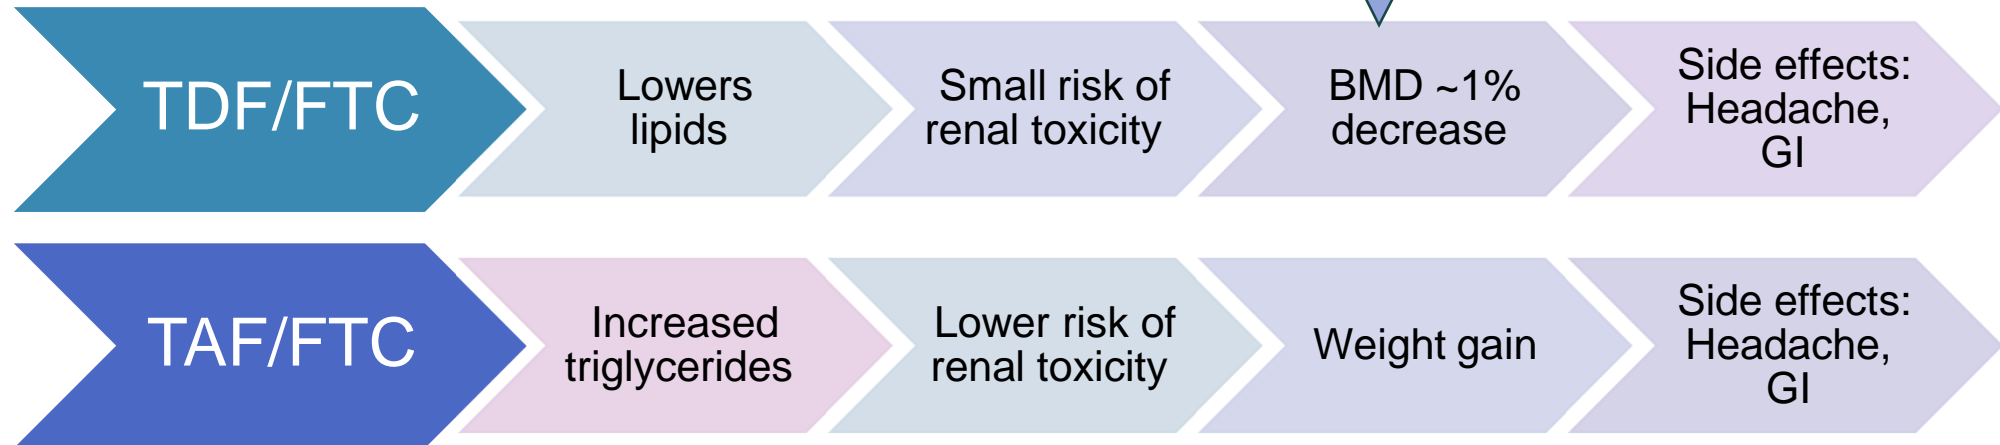 TDF/FTC
Lowers
lipids
Small risk of
renal toxicity
BMD ~1%
decrease
Side effects:
Headache,
GI
TAF/FTC
Increased
triglycerides
Lower risk of
renal toxicity
Weight gain
Side effects:
Headache,
GI